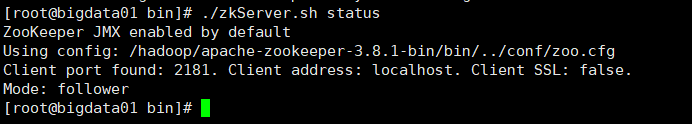 [root@bigdata01 bin]# ./zkServer.sh status
ZooKeeper JMX enabled by default
Using config: /hadoop/apache-zookeeper-3.8.1-bin/bin/../conf/zoo.cfg
Client port found: 2181. Client address: localhost. Client SSL: false.
Mode: follower
[root@bigdata01 bin]#